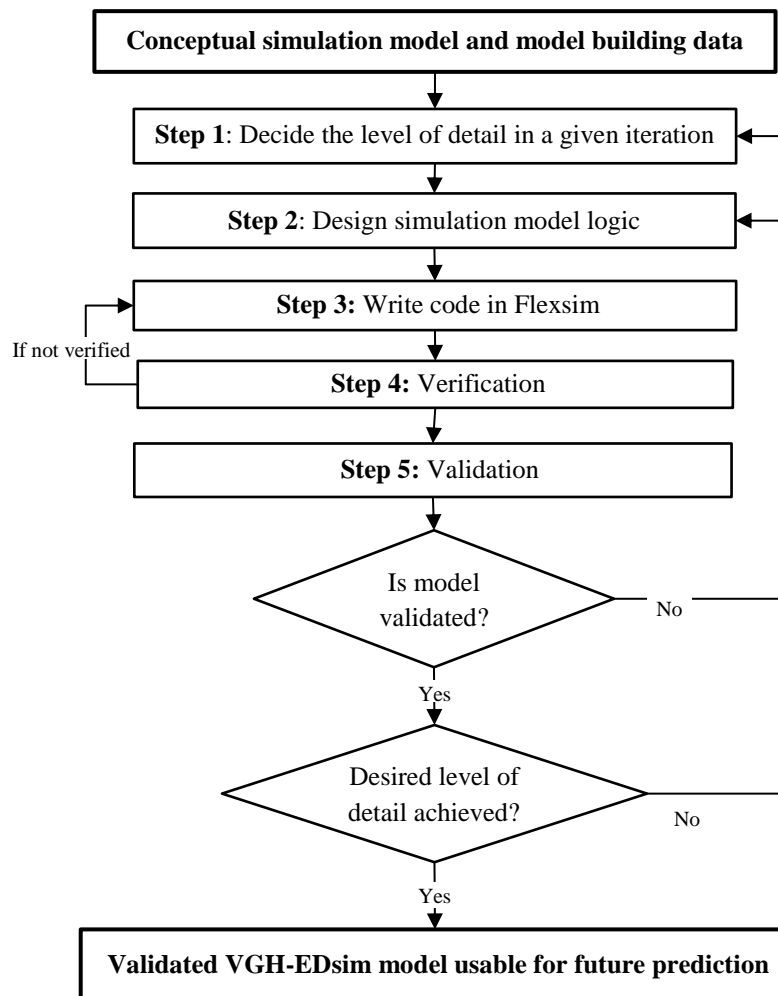 Conceptual simulation model and model building data
Step 1: Decide the level of detail in a given iteration
Step 2: Design simulation model logic
Step 3: Write code in Flexsim
If not verified
Step 4: Verification
Step 5: Validation
Is model
validated?
No
Yes
Desired level of
detail achieved?
No
Yes
Validated VGH-EDsim model usable for future prediction